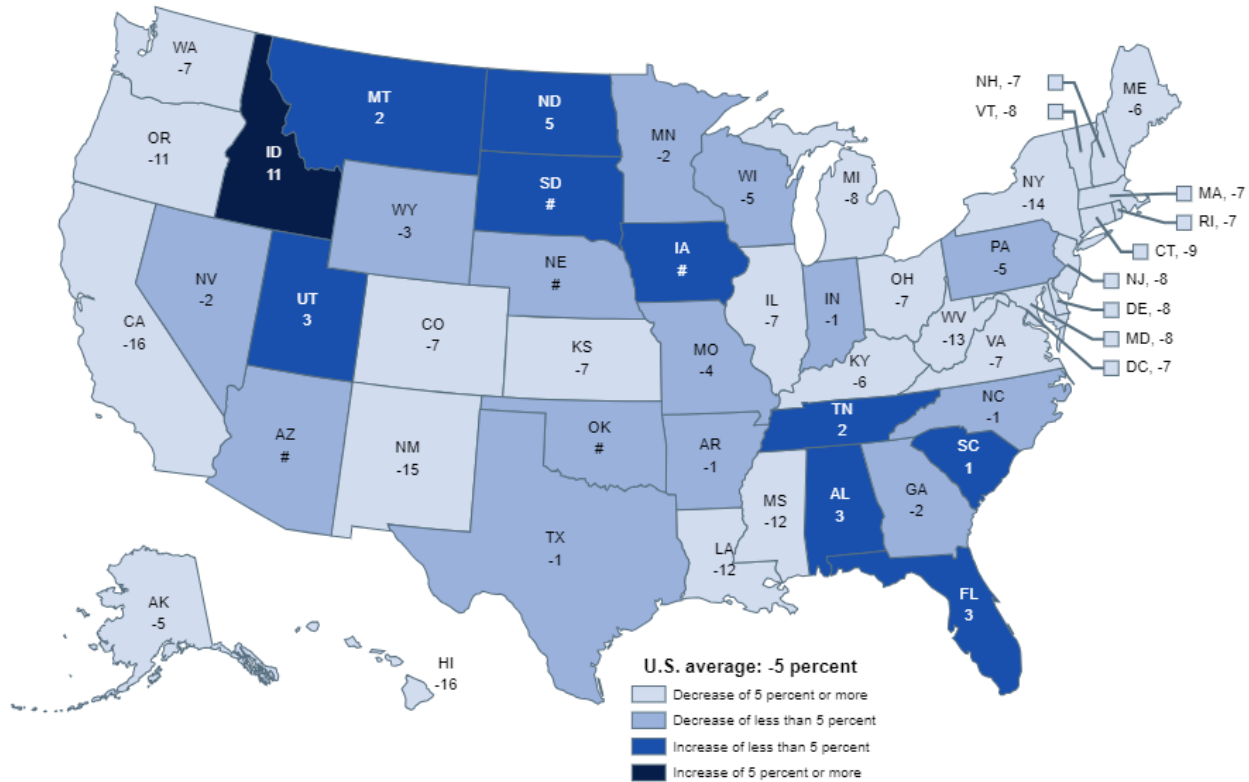 WA
-7
OR
-11
CA
-16
NV
-2
ID
11
MT
2
WY
-3
UT
3
AZ
#
CO
-7
NM
-15
ND
5
SD
#
NE
#
KS
-7
OK
#
TX
-1
MN
-2
IA
#
MO
-4
AR
-1
LA
-12
WI
-5
IL
-7
MI
-8
IN
-1
OH
-7
KY
-6
TN
2
MS
-12
AL
3
GA
-2
FL
3
SC
1
NC
-1
VA
-7
WV
-13
PA
-5
NY
-14
ME
-6
NH, -7
VT, -8
MA, -7
RI, -7
CT, -9
NJ, -8
DE, -8
MD, -8
DC, -7
AK
-5
HI
-16
U.S. average: -5 percent
Decrease of 5 percent or more
Decrease of less than 5 percent
Increase of less than 5 percent
Increase of 5 percent or more